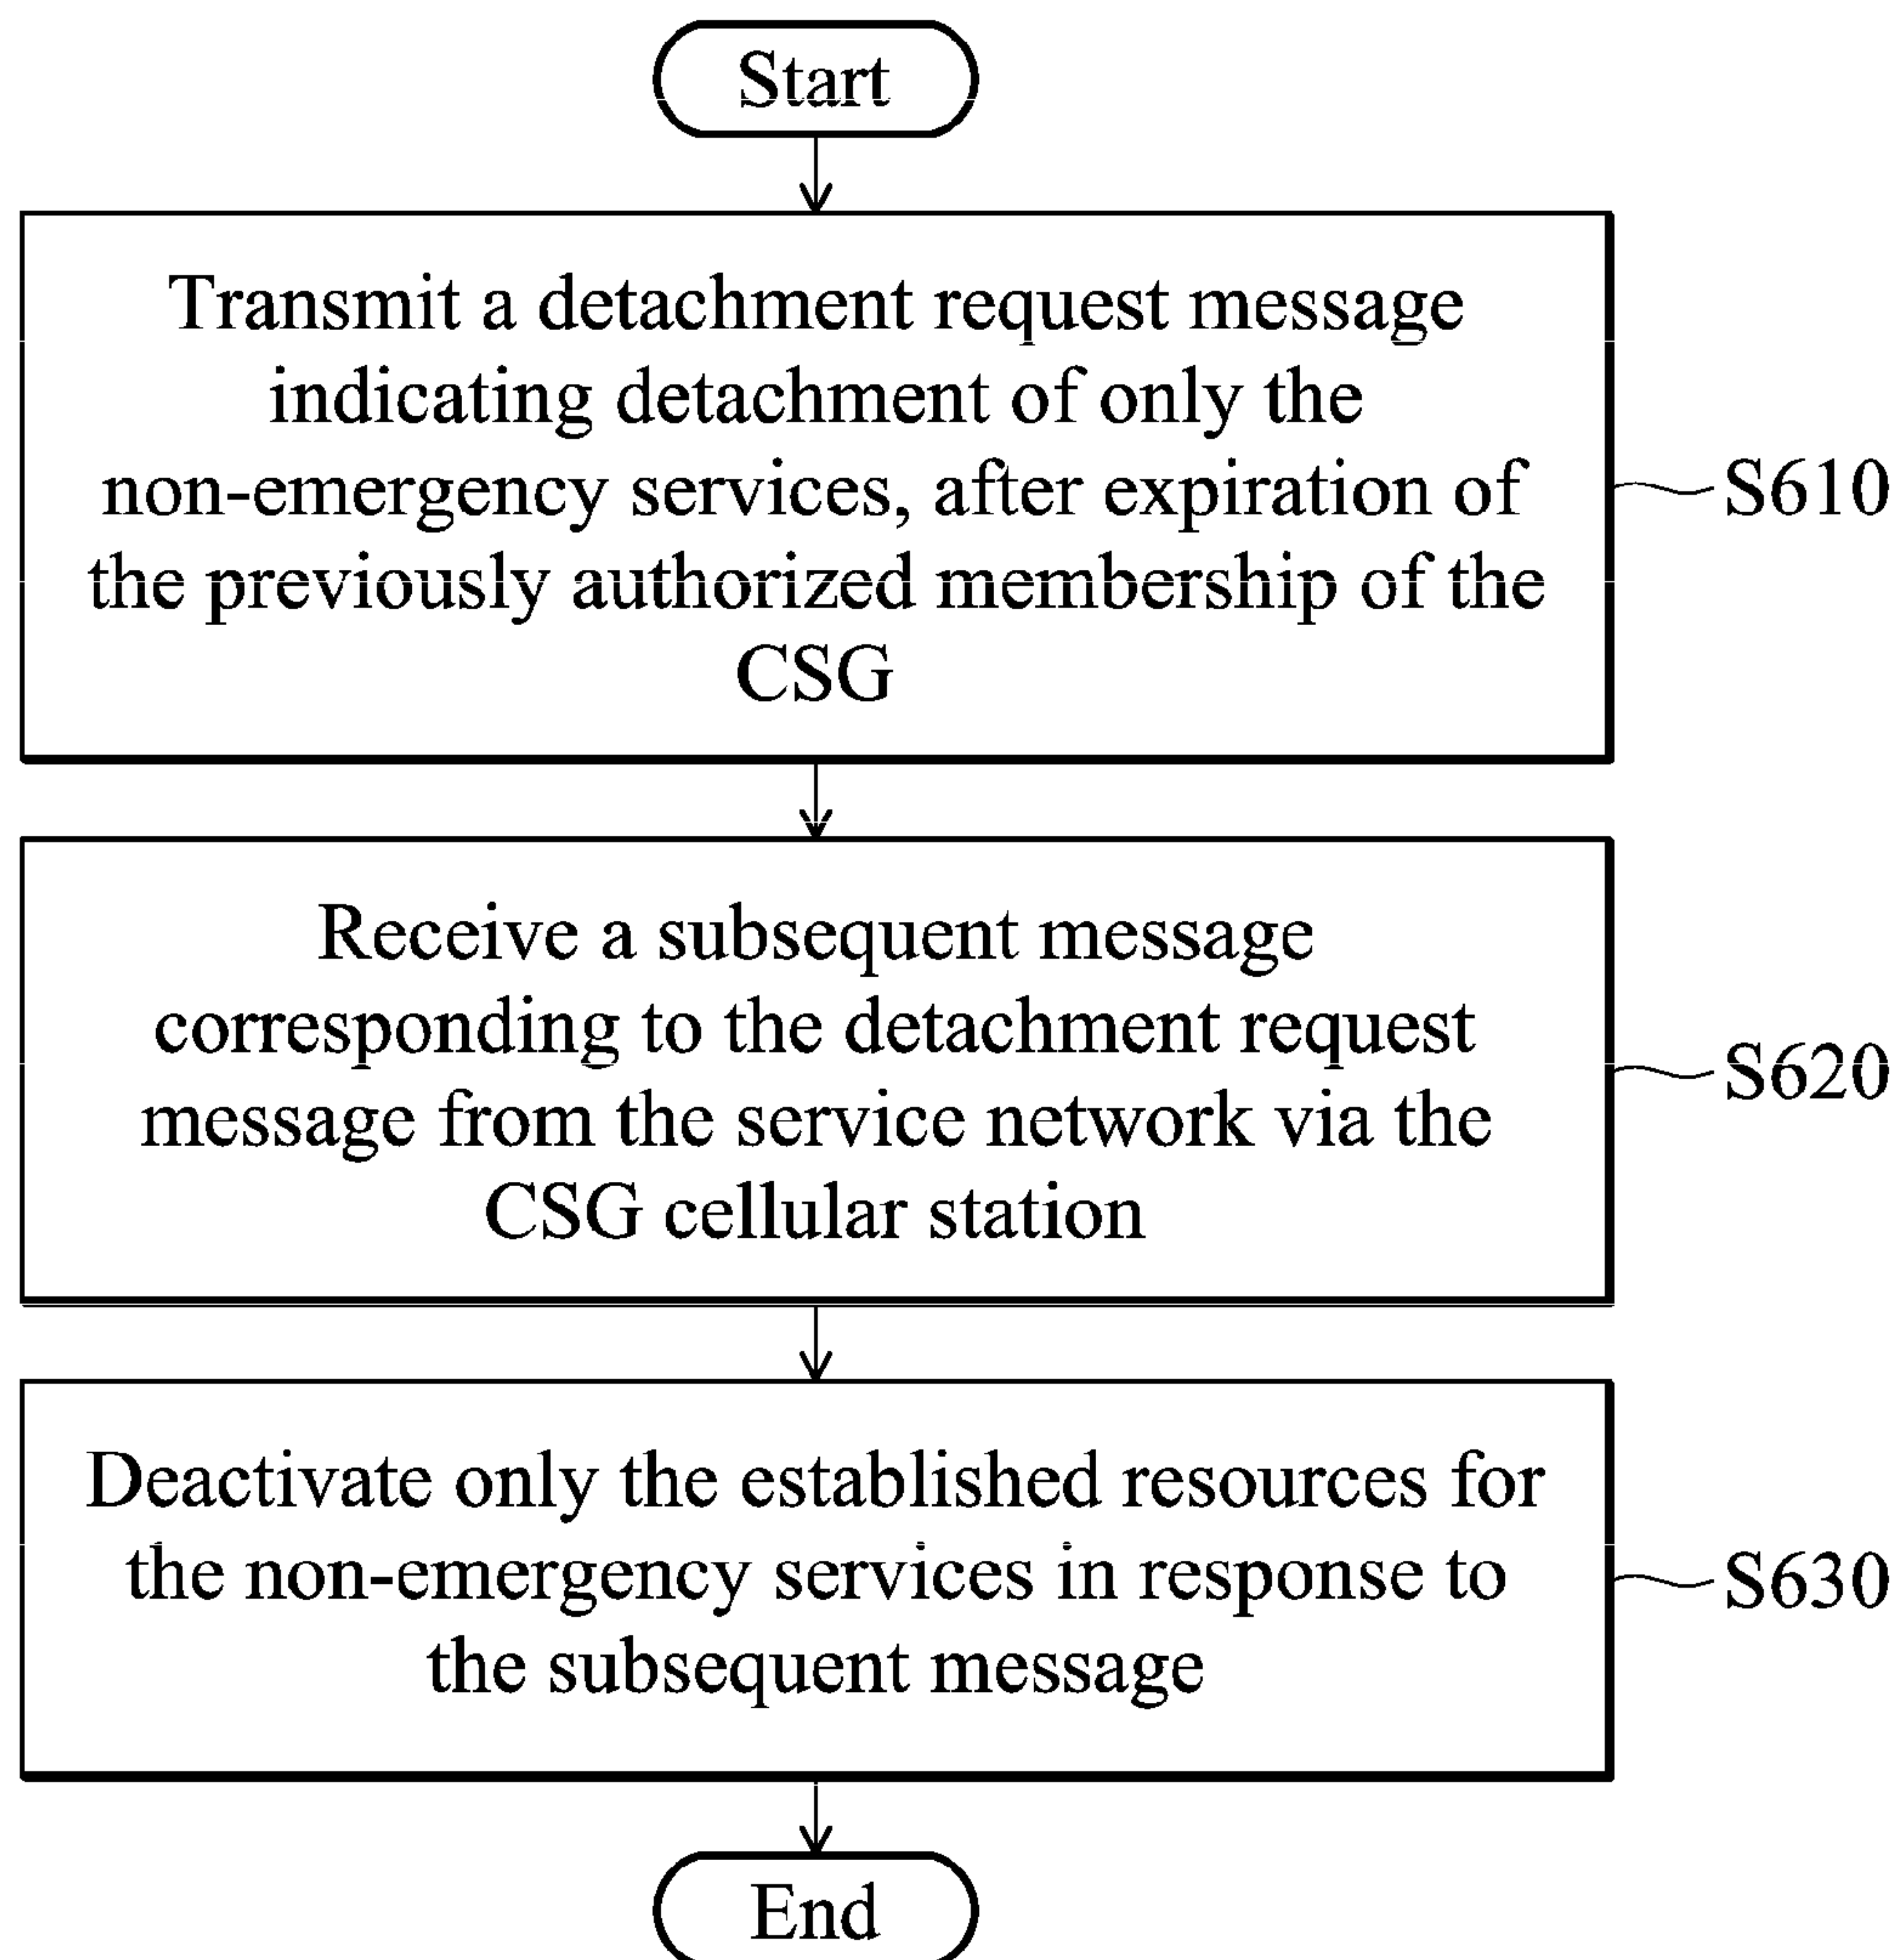 Start
Transmit a detachment request message
indicating detachment of only the
non-emergency services, after expiration of
the previously authorized membership of the
CSG
S610
Receive a subsequent message
corresponding to the detachment request
message from the service network via the
CSG cellular station
S620
Deactivate only the established resources for
the non-emergency services in response to
the subsequent message
S630
End